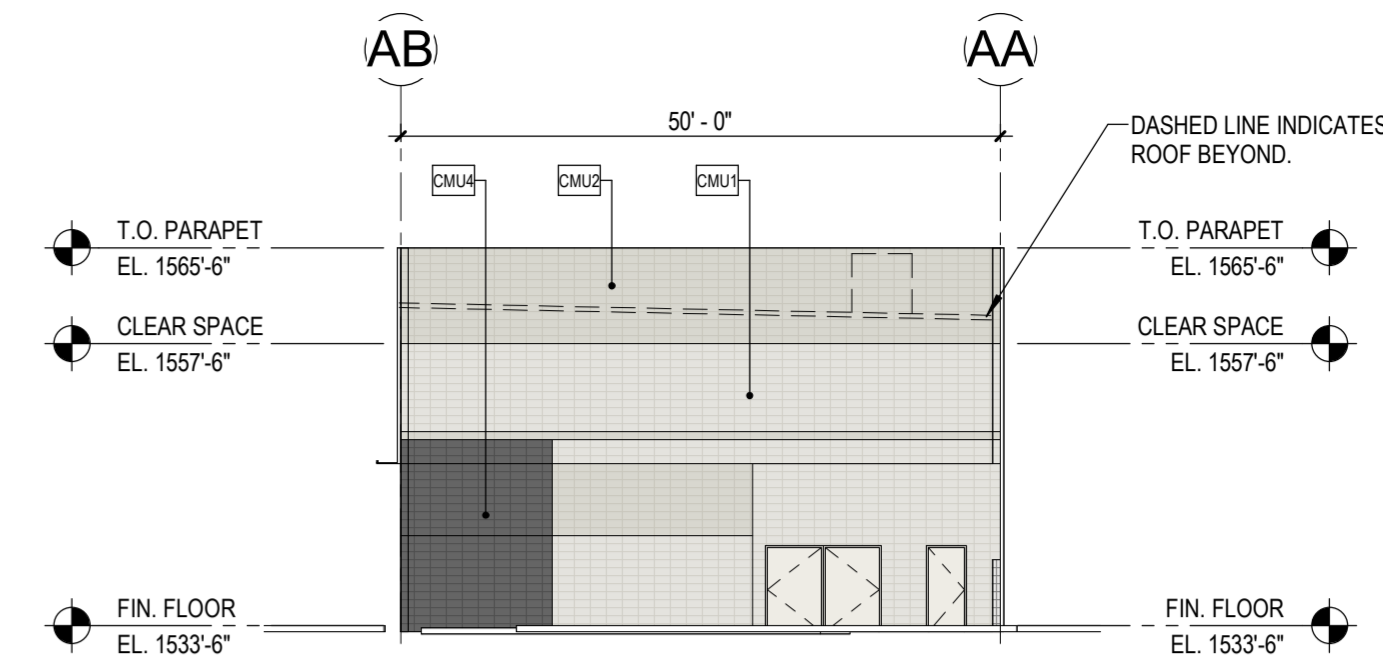 AB
AA
50' - 0"
DASHED LINE INDICATES
ROOF BEYOND.
CMU4
CMU2
CMU1
T.O. PARAPET
EL. 1565'-6"
T.O. PARAPET
EL. 1565'-6"
CLEAR SPACE
EL. 1557'-6"
CLEAR SPACE
EL. 1557'-6"
FIN. FLOOR
EL. 1533'-6"
FIN. FLOOR
EL. 1533'-6"